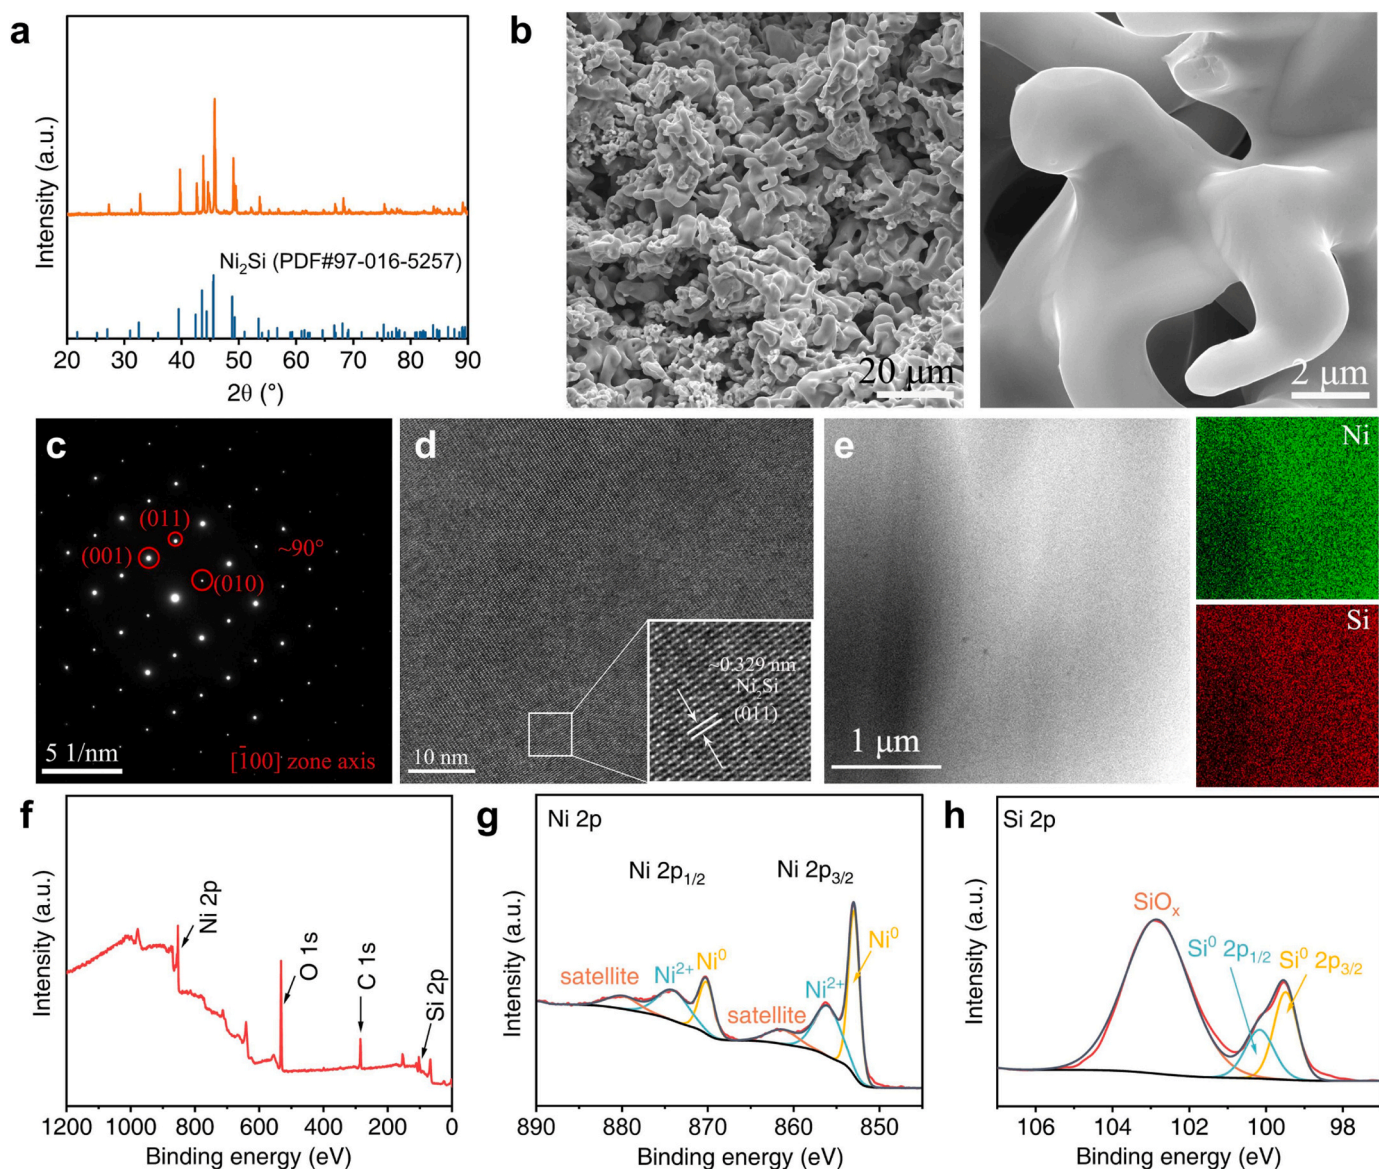 a
Intensity (a.u.)
Ni₂Si (PDF#97-016-5257)
20 30 40 50 60 70 80 90
2θ (°)
b
20 μm
2 μm
c
(011)
(001)
~90°
(010)
5 1/nm
[1̄00] zone axis
d
~0.329 nm
Ni₂Si
(011)
10 nm
e
1 μm
Ni
Si
f
Intensity (a.u.)
Ni 2p
O 1s
C 1s
Si 2p
1200 1000 800 600 400 200 0
Binding energy (eV)
g
Ni 2p
Intensity (a.u.)
Ni 2p₁/₂
Ni 2p₃/₂
satellite
Ni²⁺
Ni⁰
satellite
Ni²⁺
Ni⁰
890 880 870 860 850
Binding energy (eV)
h
Si 2p
Intensity (a.u.)
SiOₓ
Si⁰ 2p₁/₂
Si⁰ 2p₃/₂
106 104 102 100 98
Binding energy (eV)